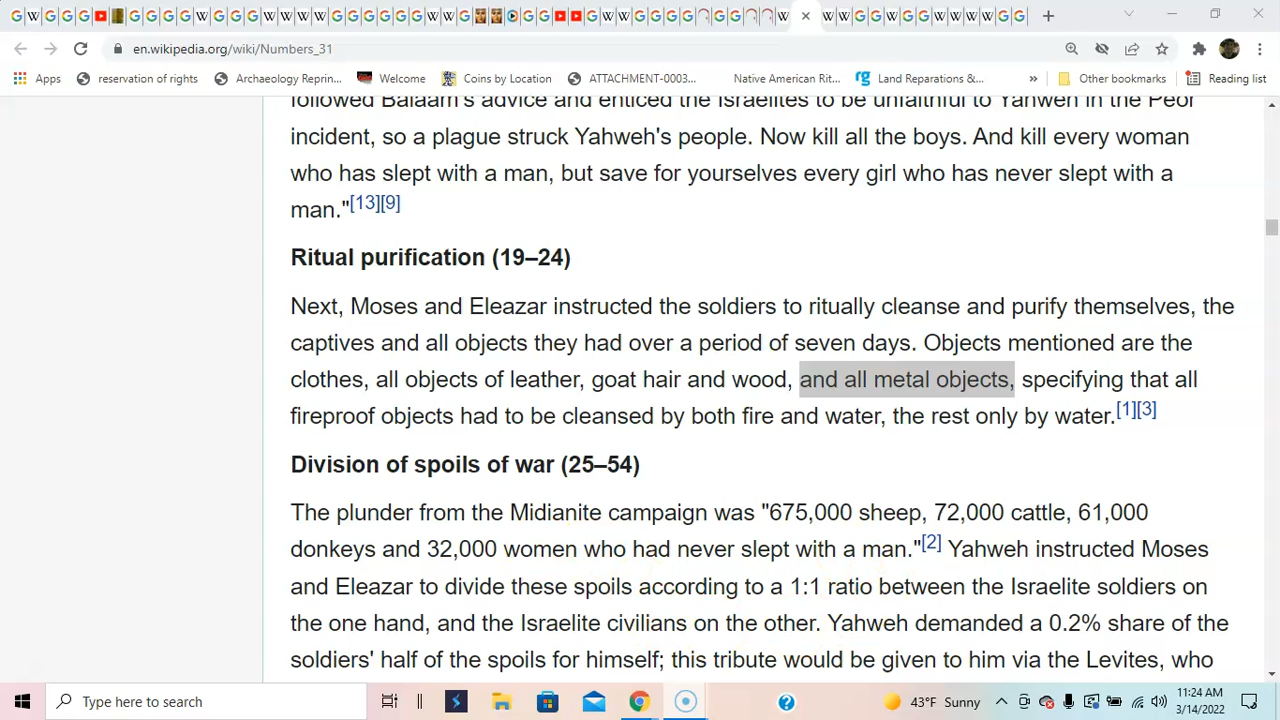 en.wikipedia.org/wiki/Numbers_31
Apps
reservation of rights
Archaeology Reprin...
Welcome
Coins by Location
ATTACHMENT-0003...
Native American Rit...
Land Reparations &...
»
Other bookmarks
Reading list
followed Balaam's advice and enticed the Israelites to be unfaithful to Yahweh in the Peor
incident, so a plague struck Yahweh's people. Now kill all the boys. And kill every woman
who has slept with a man, but save for yourselves every girl who has never slept with a
man."[13][9]
Ritual purification (19–24)
Next, Moses and Eleazar instructed the soldiers to ritually cleanse and purify themselves, the
captives and all objects they had over a period of seven days. Objects mentioned are the
clothes, all objects of leather, goat hair and wood, and all metal objects, specifying that all
fireproof objects had to be cleansed by both fire and water, the rest only by water.[1][3]
Division of spoils of war (25–54)
The plunder from the Midianite campaign was "675,000 sheep, 72,000 cattle, 61,000
donkeys and 32,000 women who had never slept with a man."[2] Yahweh instructed Moses
and Eleazar to divide these spoils according to a 1:1 ratio between the Israelite soldiers on
the one hand, and the Israelite civilians on the other. Yahweh demanded a 0.2% share of the
soldiers' half of the spoils for himself; this tribute would be given to him via the Levites, who
Type here to search
43°F Sunny
11:24 AM
3/14/2022